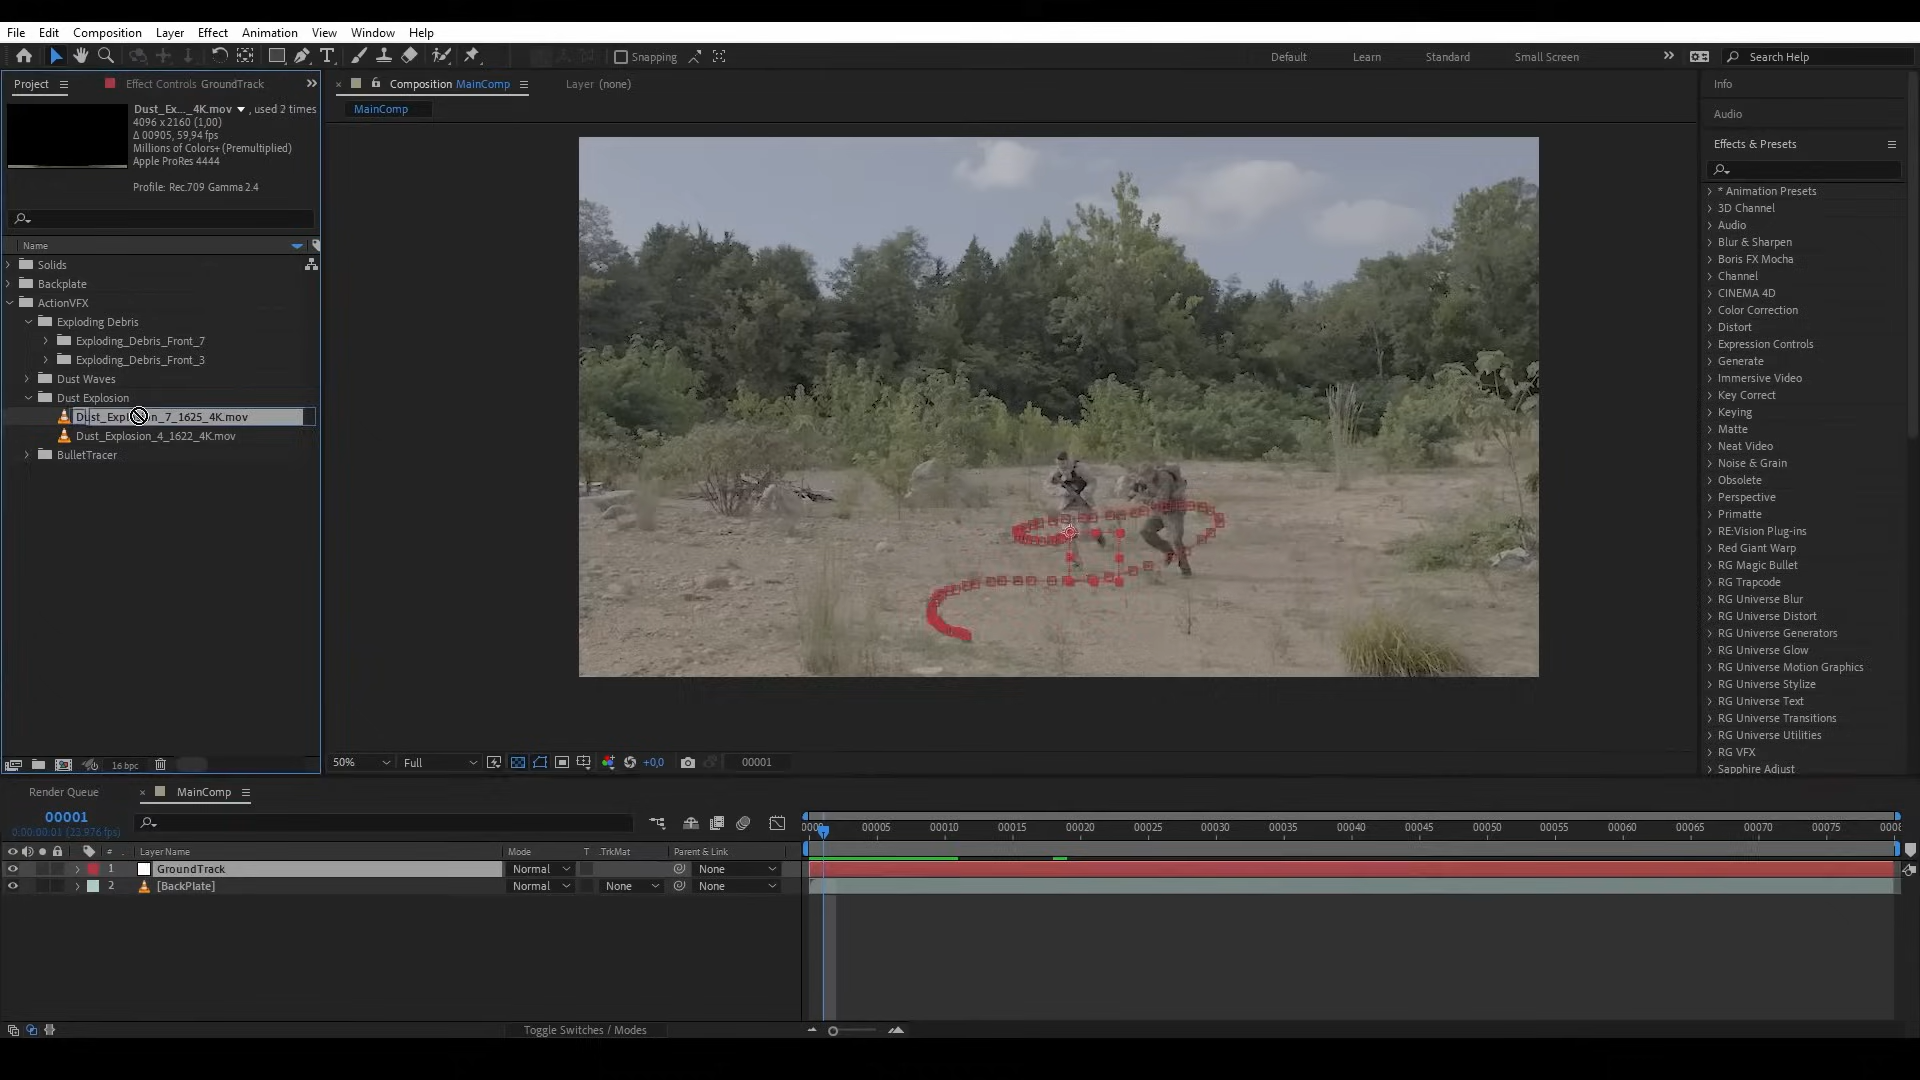 File Edit Composition Layer Effect Animation View Window Help
Snapping
Default Learn Standard Small Screen
Search Help
Project Effect Controls GroundTrack
Composition MainComp Layer (none)
MainComp
Dust_Ex..._4K.mov , used 2 times
4096 x 2160 (1,00)
Δ 00905, 59,94 fps
Millions of Colors+ (Premultiplied)
Apple ProRes 4444
Profile: Rec.709 Gamma 2.4
Name
Solids
Backplate
ActionVFX
Exploding Debris
Exploding_Debris_Front_7
Exploding_Debris_Front_3
Dust Waves
Dust Explosion
Dust_Explosion_7_1625_4K.mov
Dust_Explosion_4_1622_4K.mov
BulletTracer
16 bpc
50% Full +0,0 00001
Info
Audio
Effects & Presets
* Animation Presets
3D Channel
Audio
Blur & Sharpen
Boris FX Mocha
Channel
CINEMA 4D
Color Correction
Distort
Expression Controls
Generate
Immersive Video
Key Correct
Keying
Matte
Neat Video
Noise & Grain
Obsolete
Perspective
Primatte
RE:Vision Plug-ins
Red Giant Warp
RG Magic Bullet
RG Trapcode
RG Universe Blur
RG Universe Distort
RG Universe Generators
RG Universe Glow
RG Universe Motion Graphics
RG Universe Stylize
RG Universe Text
RG Universe Transitions
RG Universe Utilities
RG VFX
Sapphire Adjust
Render Queue MainComp
00001
0:00:00:01 (23.976 fps)
00005 00010 00015 00020 00025 00030 00035 00040 00045 00050 00055 00060 00065 00070 00075
# Layer Name Mode T .TrkMat Parent & Link
1 GroundTrack Normal None
2 [BackPlate] Normal None None
Toggle Switches / Modes